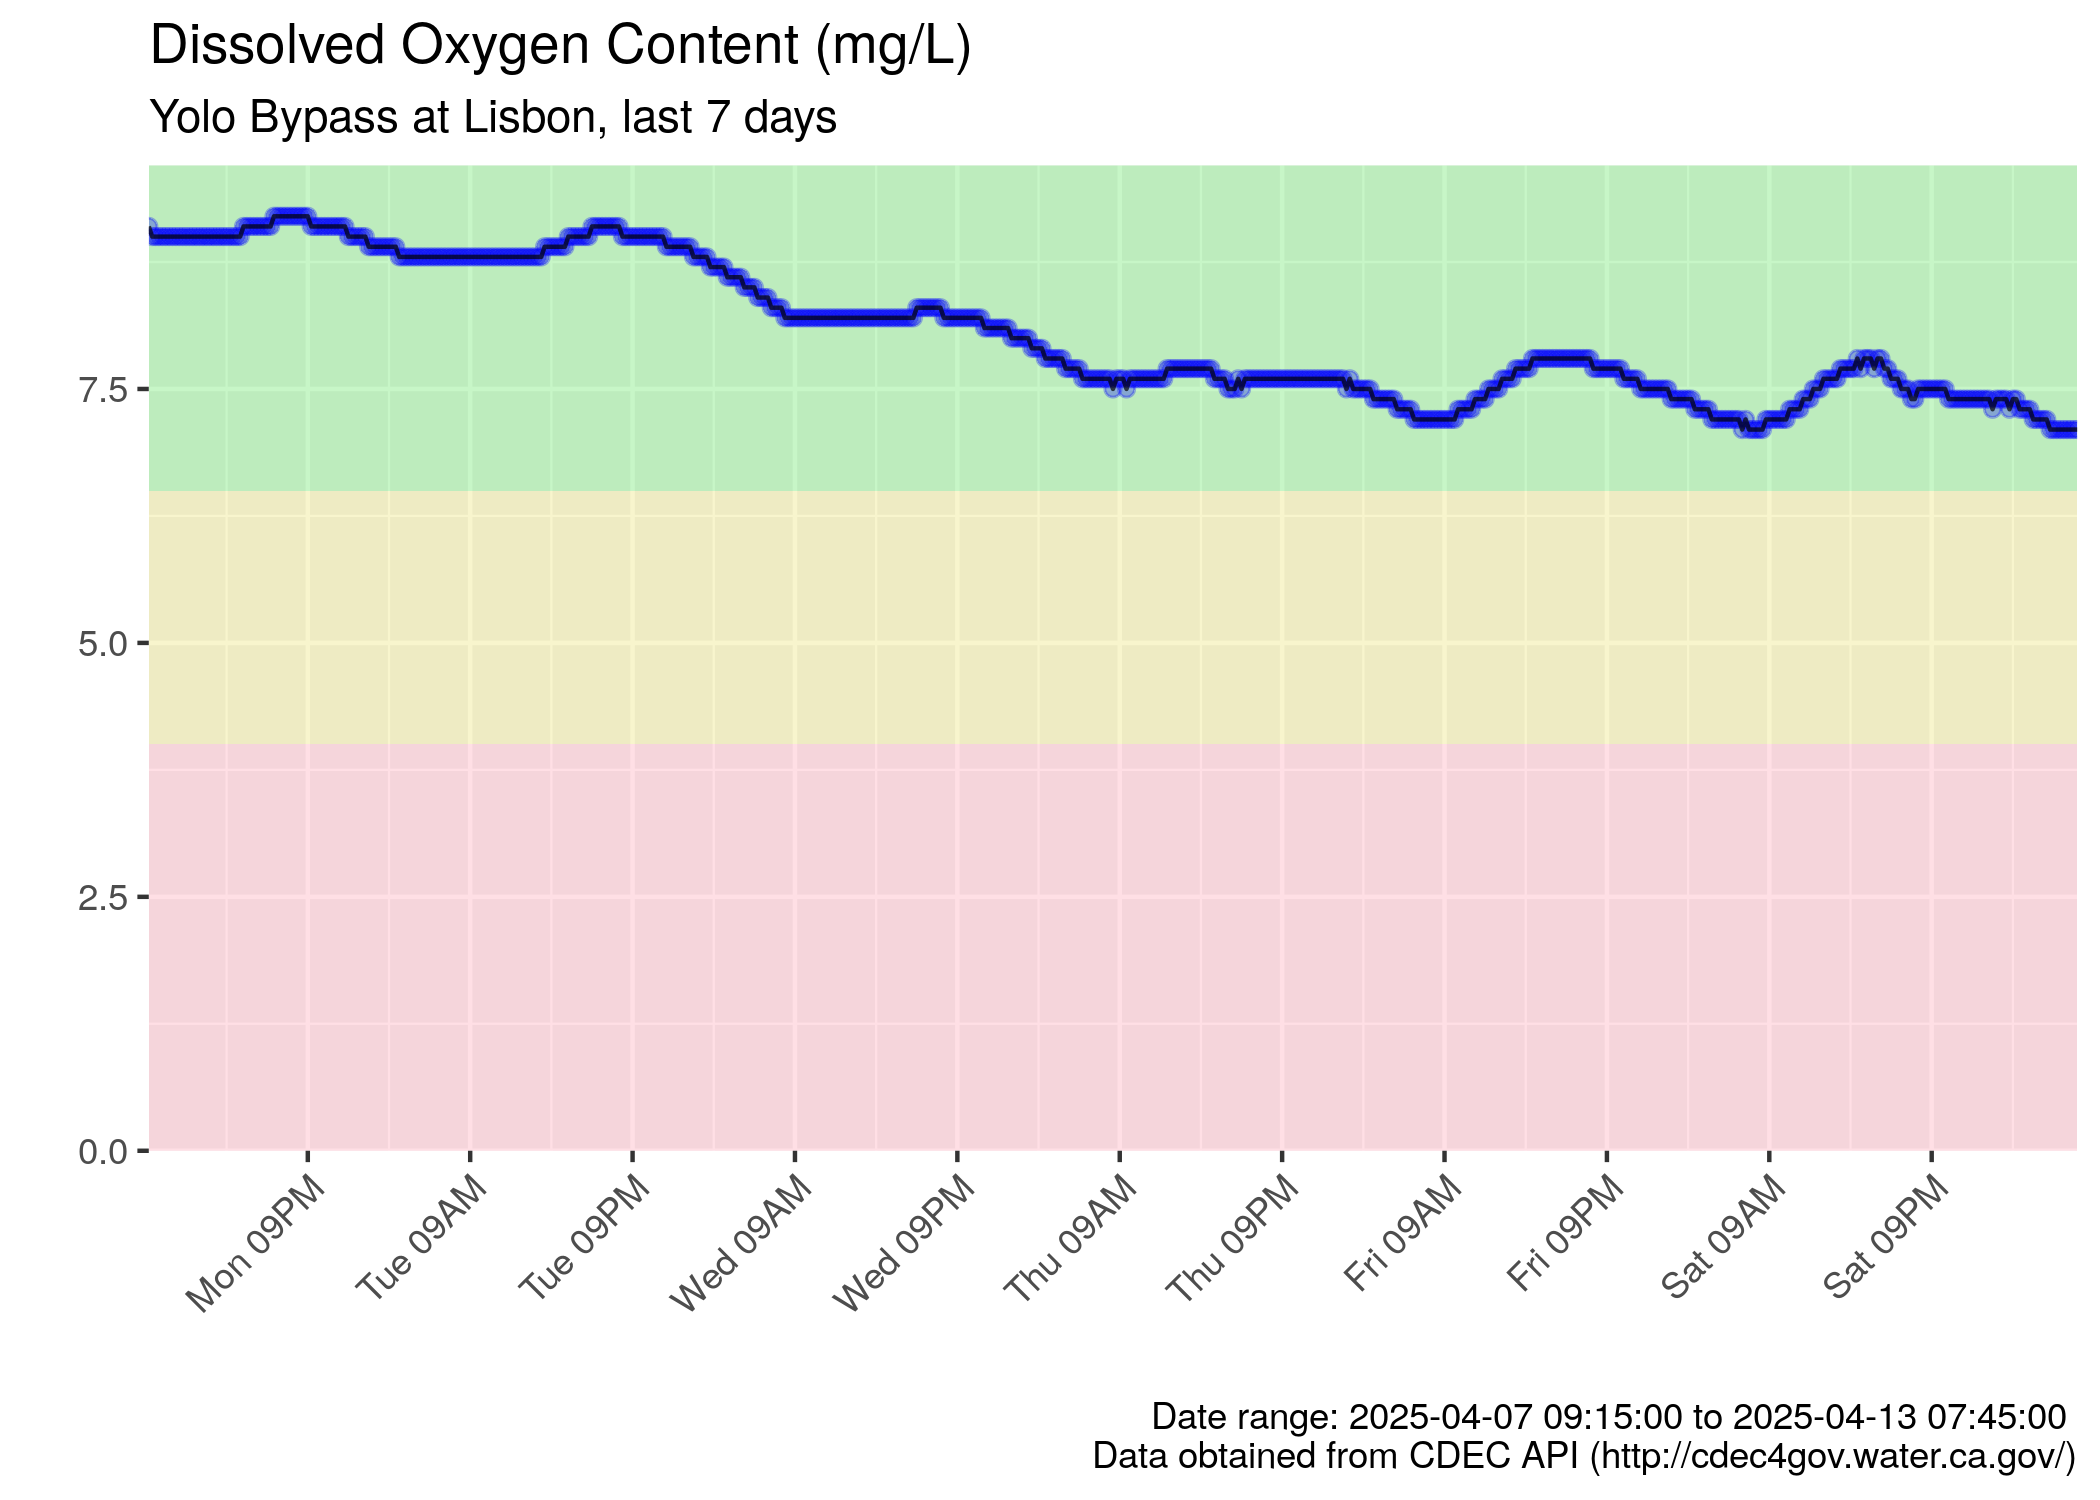 Dissolved Oxygen Content (mg/L)
Yolo Bypass at Lisbon, last 7 days
7.5
5.0
2.5
0.0
Mon 09PM
Tue 09AM
Tue 09PM
Wed 09AM
Wed 09PM
Thu 09AM
Thu 09PM
Fri 09AM
Fri 09PM
Sat 09AM
Sat 09PM
Date range: 2025-04-07 09:15:00 to 2025-04-13 07:45:00
Data obtained from CDEC API (http://cdec4gov.water.ca.gov/)